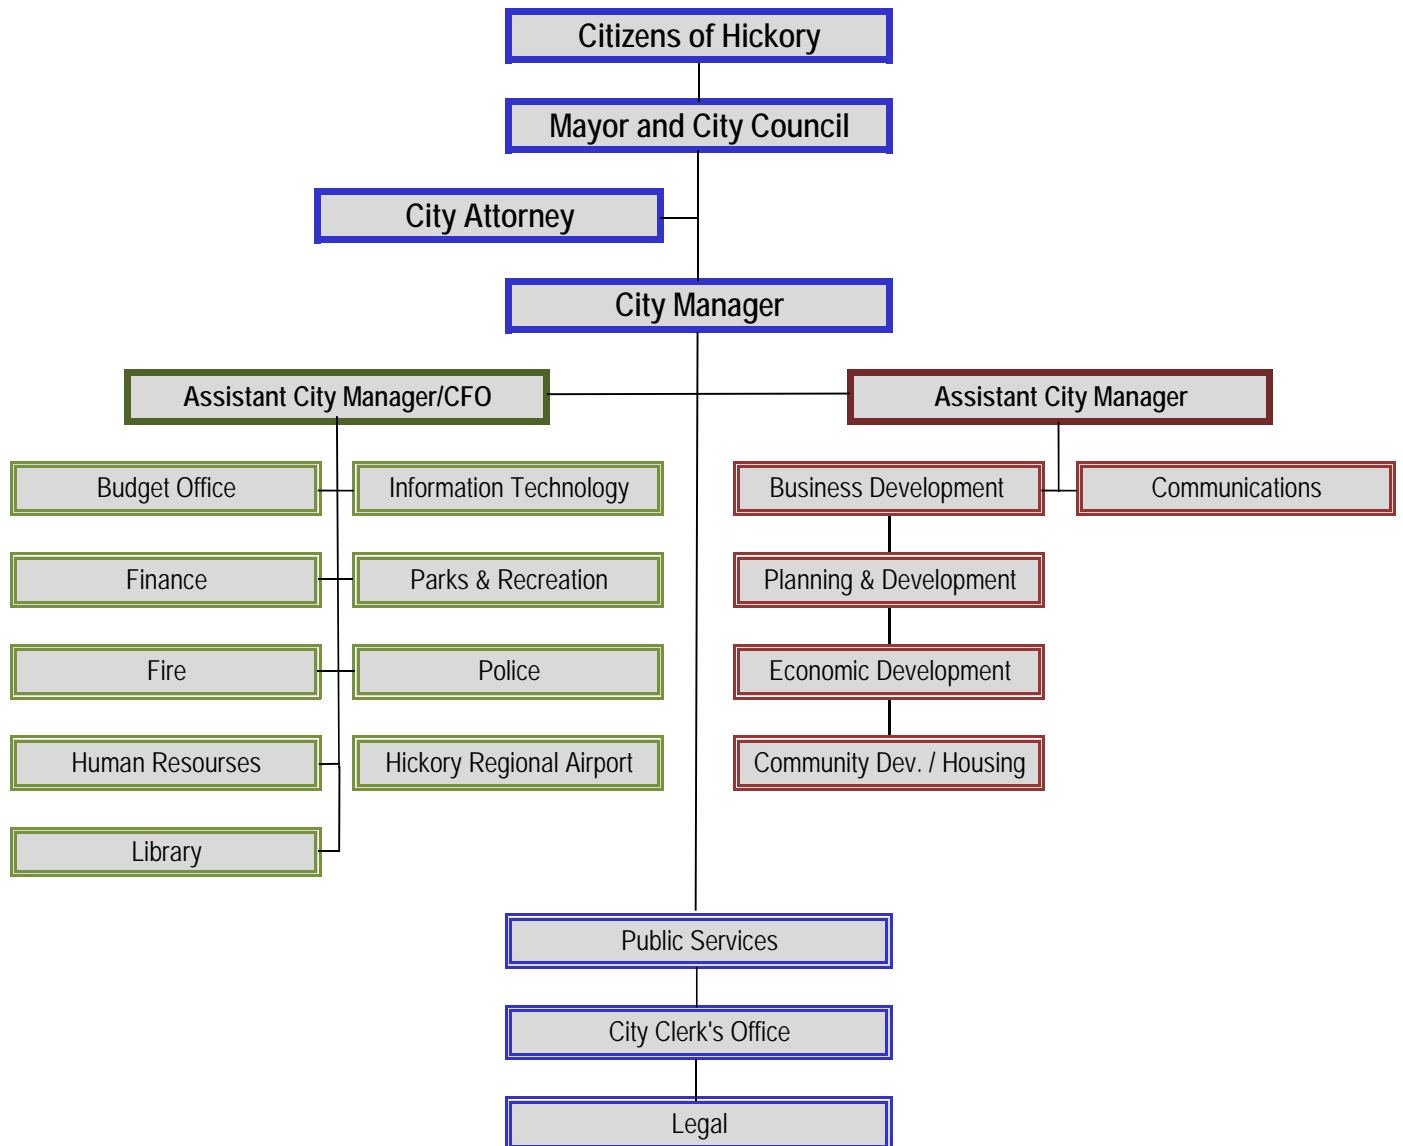 Citizens of Hickory
Mayor and City Council
City Attorney
City Manager
Assistant City Manager/CFO
Assistant City Manager
Budget Office
Information Technology
Business Development
Communications
Finance
Parks & Recreation
Planning & Development
Fire
Police
Economic Development
Human Resourses
Hickory Regional Airport
Community Dev. / Housing
Library
Public Services
City Clerk's Office
Legal